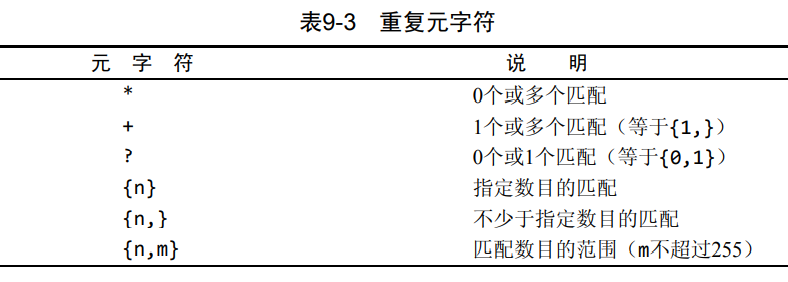 表9-3 重复元字符
元 字 符 说 明
* 0个或多个匹配
+ 1个或多个匹配（等于{1,}）
? 0个或1个匹配（等于{0,1}）
{n} 指定数目的匹配
{n,} 不少于指定数目的匹配
{n,m} 匹配数目的范围（m不超过255）